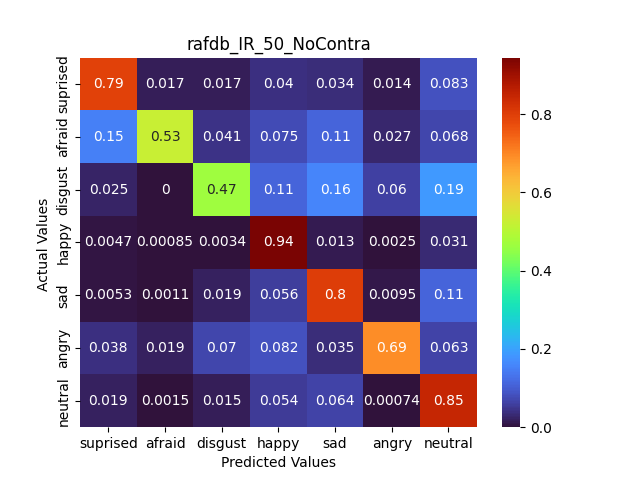 rafdb_IR_50_NoContra
suprised 0.79 0.017 0.017 0.04 0.034 0.014 0.083
afraid 0.15 0.53 0.041 0.075 0.11 0.027 0.068
disgust 0.025 0 0.47 0.11 0.16 0.06 0.19
happy 0.0047 0.00085 0.0034 0.94 0.013 0.0025 0.031
sad 0.0053 0.0011 0.019 0.056 0.8 0.0095 0.11
angry 0.038 0.019 0.07 0.082 0.035 0.69 0.063
neutral 0.019 0.0015 0.015 0.054 0.064 0.00074 0.85
suprised afraid disgust happy sad angry neutral
Predicted Values
Actual Values
0.8
0.6
0.4
0.2
0.0